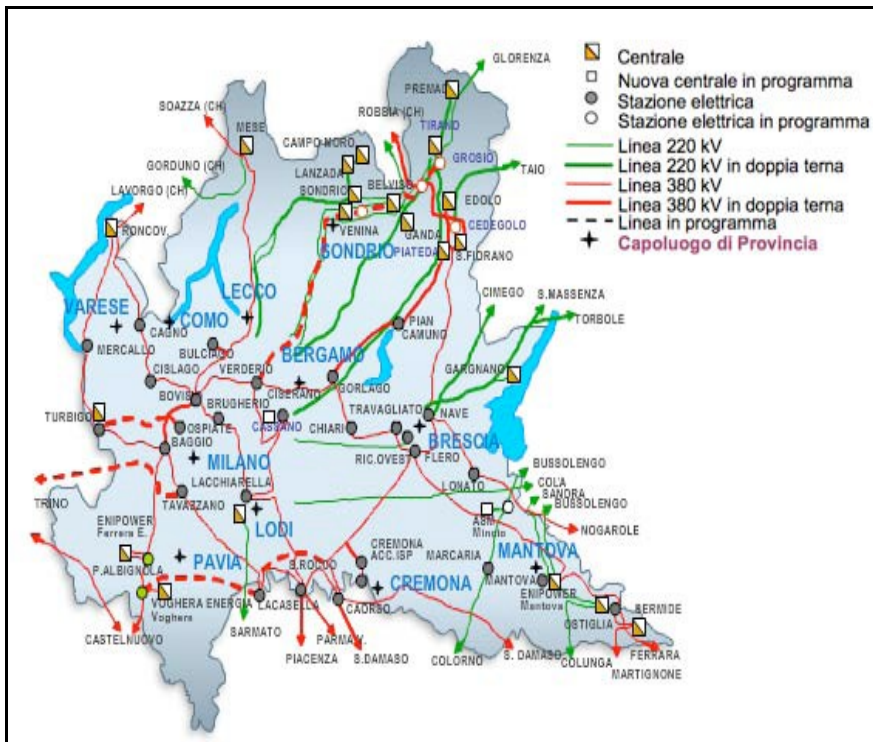 GLORENZA
PREMAD
SOAZZA (CH)
ROBBIA (CH)
TIRANO
MESE
CAMPO MORO
GROSIO
GORDUNO (CH)
LANZADA
TAIO
LAVORGO (CH)
SONDRIO
BELVISO
EDOLO
RONCOV.
VENINA
GANDA
CEDEGOLO
SONDRIO
PIATEDA
S.FIORANO
LECCO
CIMEGO
S.MASSENZA
VARESE
COMO
TORBOLE
CAGNO
PIAN
CAMUNO
MERCALLO
BULCIAGO
BERGAMO
CISLAGO
VERDERIO
GARGNANO
BOVIS
CISERANO
GORLAGO
BRUGHERIO
TRAVAGLIATO
NAVE
TURBIGO
OSPIATE
CASSANO
CHIARI
BRESCIA
BAGGIO
MILANO
RIC.OVEST
FLERO
BUSSOLENGO
LACCHIARELLA
LONATO
COLA
SANDRA
TRINO
TAVAZZANO
BUSSOLENGO
LODI
ASM
Mincio
NOGAROLE
ENIPOWER
Ferrera E.
CREMONA
ACC.ISP
MARCARIA
MANTOVA
PAVIA
S.ROCCO
P.ALBIGNOLA
CREMONA
MANTOVA
ENIPOWER
Mantova
VOGHERA ENERGIA
Voghera
LACASELLA
CAORSO
OSTIGLIA
SERMIDE
SARMATO
CASTELNUOVO
PARMA V.
PIACENZA
S.DAMASO
COLORNO
S. DAMASO
COLUNGA
FERRARA
MARTIGNONE
Centrale
Nuova centrale in programma
Stazione elettrica
Stazione elettrica in programma
Linea 220 kV
Linea 220 kV in doppia terna
Linea 380 kV
Linea 380 kV in doppia terna
Linea in programma
Capoluogo di Provincia